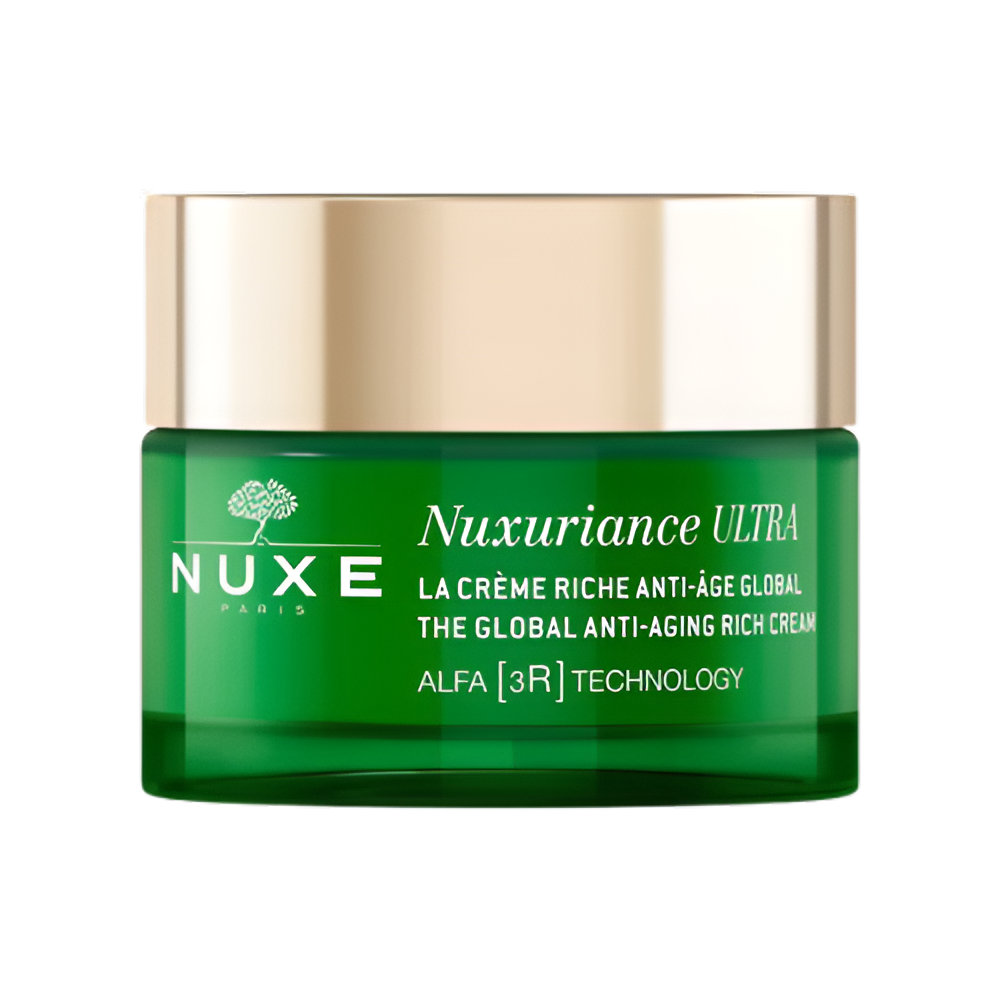 NUXE
PARIS
Nuxuriance ULTRA
LA CRÈME RICHE ANTI-ÂGE GLOBAL
THE GLOBAL ANTI-AGING RICH CREAM
ALFA [3R] TECHNOLOGY